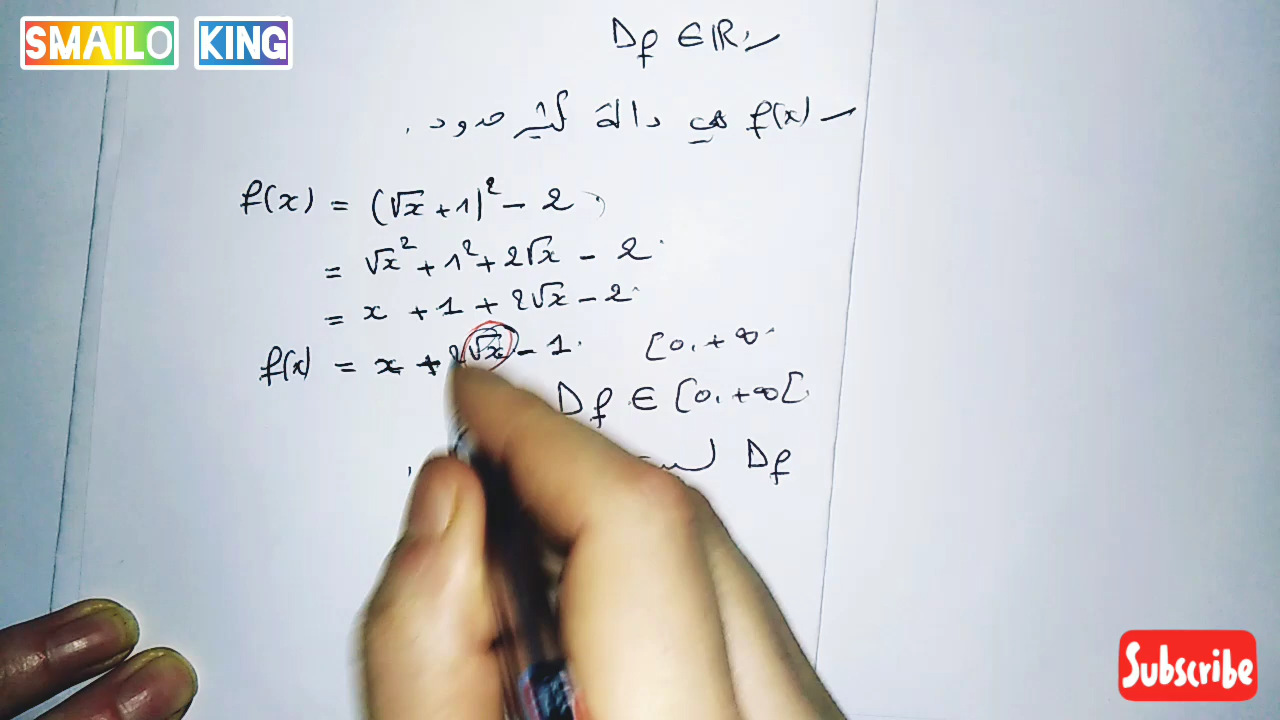 SMAILO KING
Df ∈ ℝ
f(x) هي دالة كثير حدود.
f(x) = (√x + 1)² - 2
= √x² + 1² + 2√x - 2
= x + 1 + 2√x - 2
f(x) = x + 2√x - 1
[0, +∞
Df ∈ [0, +∞[
Df
Subscribe